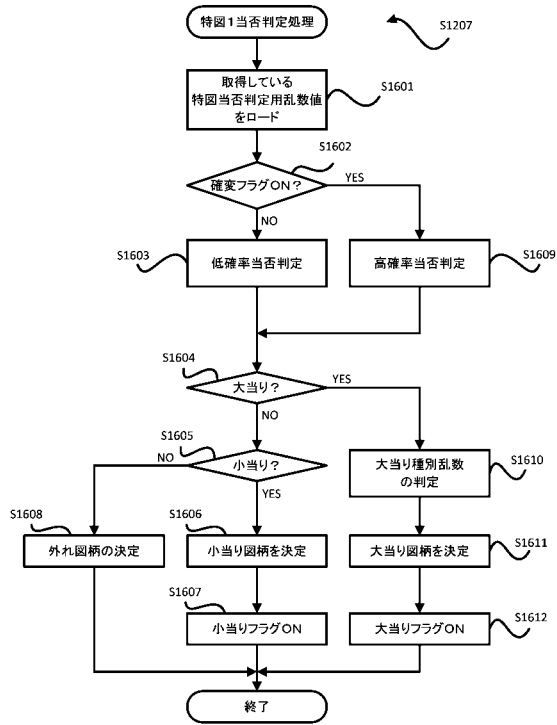 特図1当否判定処理
S1207
取得している
特図当否判定用乱数値
をロード
S1601
S1602
確変フラグON?
YES
NO
S1603
低確率当否判定
高確率当否判定
S1609
S1604
大当り?
YES
NO
S1605
NO
小当り?
YES
大当り種別乱数
の判定
S1610
S1608
外れ図柄の決定
S1606
小当り図柄を決定
大当り図柄を決定
S1611
S1607
小当りフラグON
大当りフラグON
S1612
終了